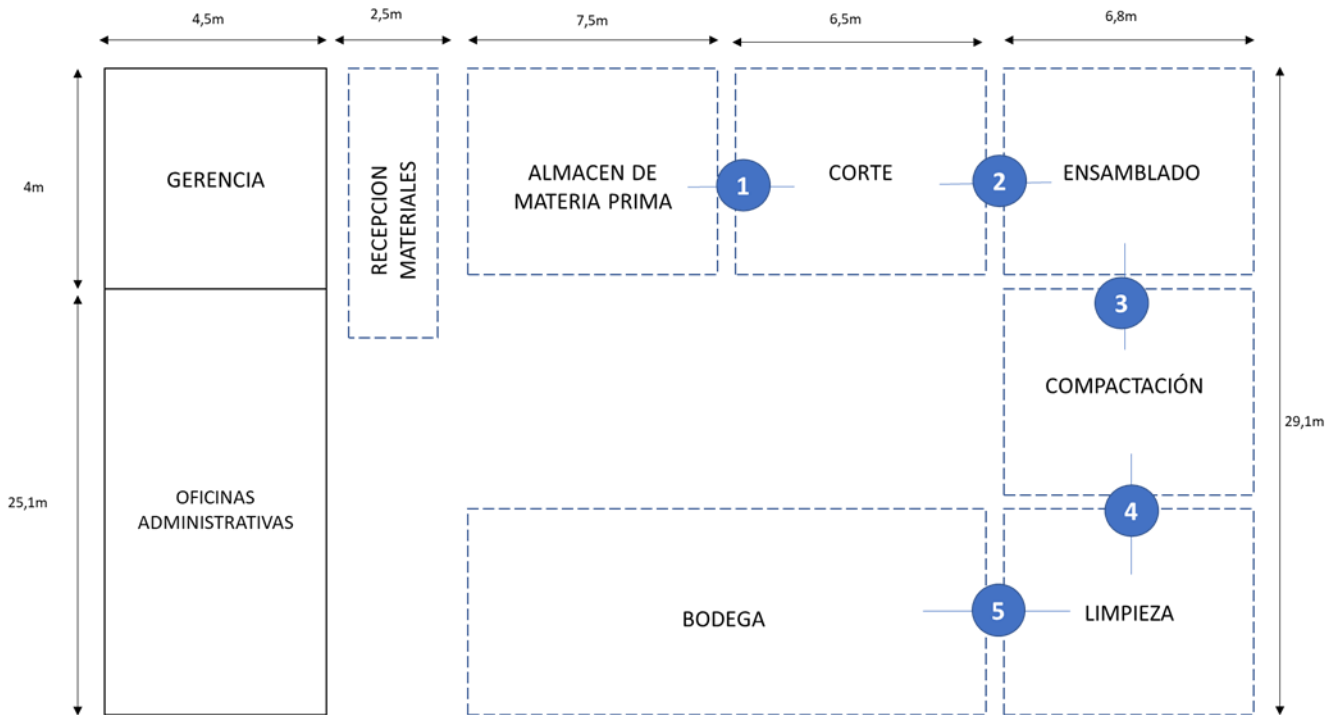 4,5m
2,5m
7,5m
6,5m
6,8m
4m
GERENCIA
RECEPCION
MATERIALES
ALMACEN DE
MATERIA PRIMA
1
CORTE
2
ENSAMBLADO
3
COMPACTACIÓN
29,1m
25,1m
OFICINAS
ADMINISTRATIVAS
4
BODEGA
5
LIMPIEZA